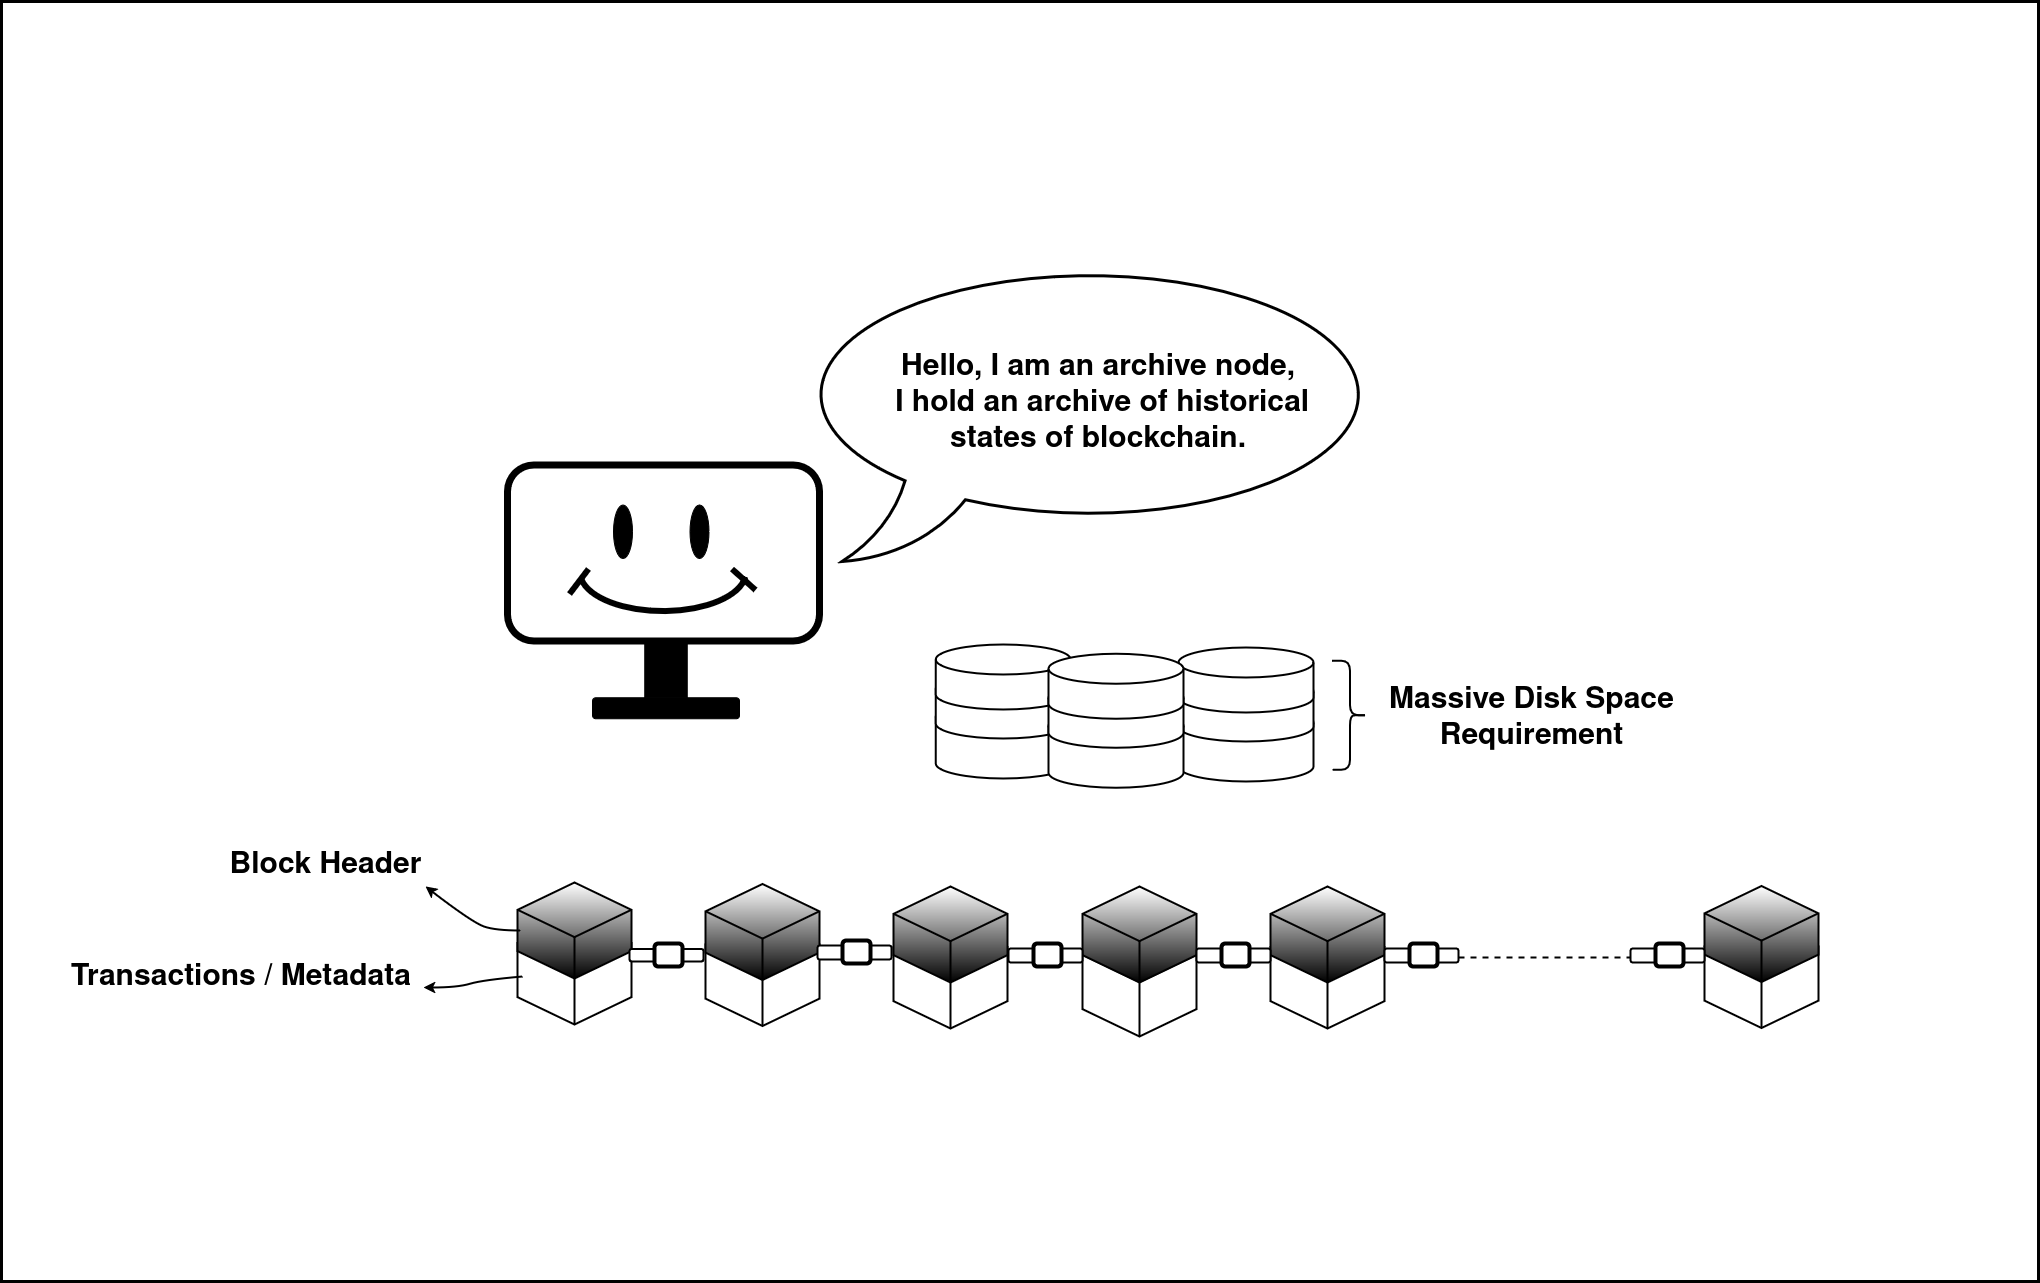 Hello, I am an archive node,
I hold an archive of historical
states of blockchain.
Massive Disk Space
Requirement
Block Header
Transactions / Metadata